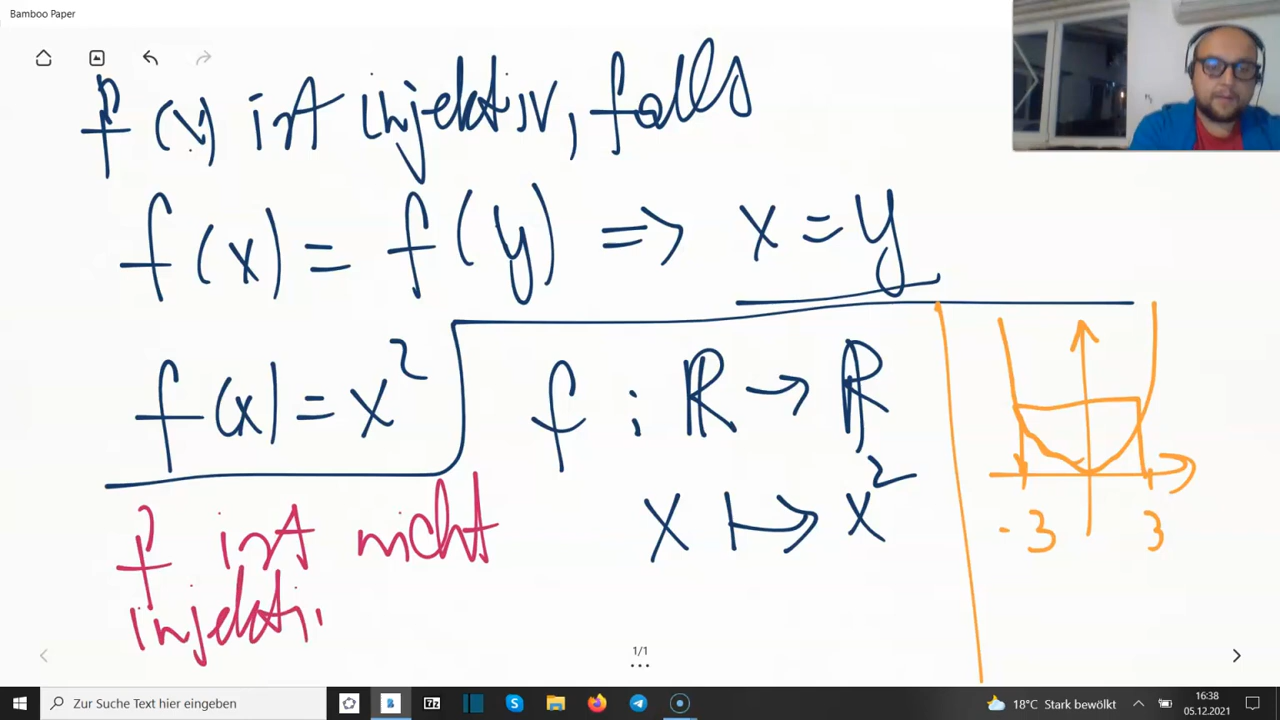 Bamboo Paper
f(x) ist injektiv, falls
f(x) = f(y) => x = y
f(x) = x²
f : ℝ → ℝ
x ↦ x²
-3 3
f ist nicht
injektiv
1/1
Zur Suche Text hier eingeben
18°C Stark bewölkt
16:38
05.12.2021